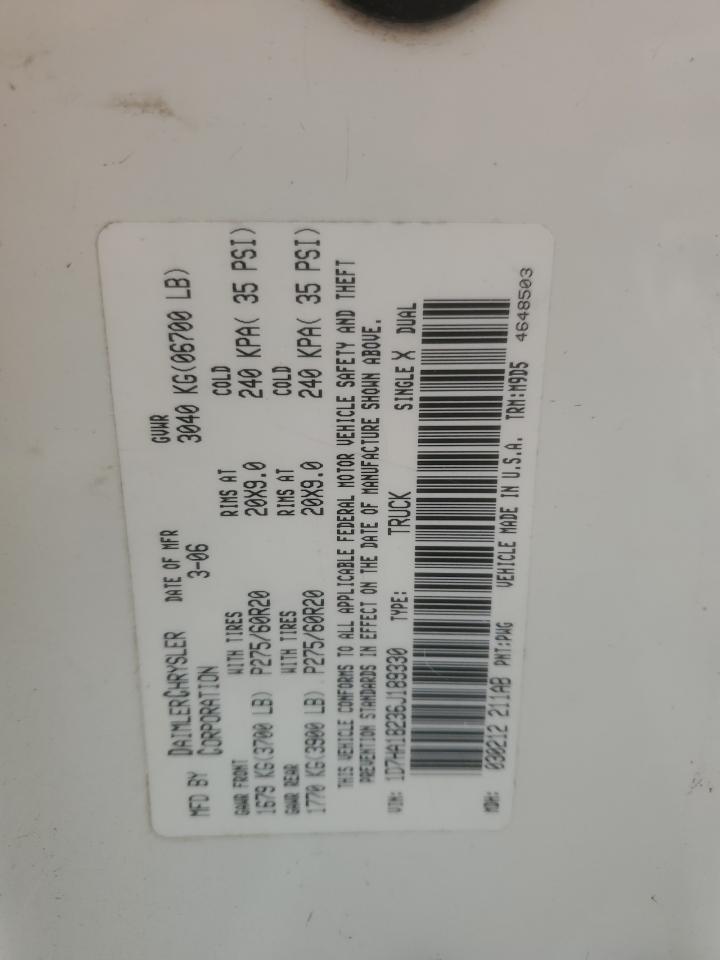 MFD BY DAIMLERCHRYSLER CORPORATION DATE OF MFR 3-06 GVWR 3040 KG(06700 LB)
GAWR FRONT WITH TIRES RIMS AT COLD
1679 KG(3700 LB) P275/60R20 20X9.0 240 KPA( 35 PSI)
GAWR REAR WITH TIRES RIMS AT COLD
1770 KG(3900 LB) P275/60R20 20X9.0 240 KPA( 35 PSI)
THIS VEHICLE CONFORMS TO ALL APPLICABLE FEDERAL MOTOR VEHICLE SAFETY AND THEFT
PREVENTION STANDARDS IN EFFECT ON THE DATE OF MANUFACTURE SHOWN ABOVE.
VIN: 1D7HA18236J189330 TYPE: TRUCK SINGLE X DUAL
MDH: 030212 211AB PNT:PWG VEHICLE MADE IN U.S.A. TRM:M9D5
4648503